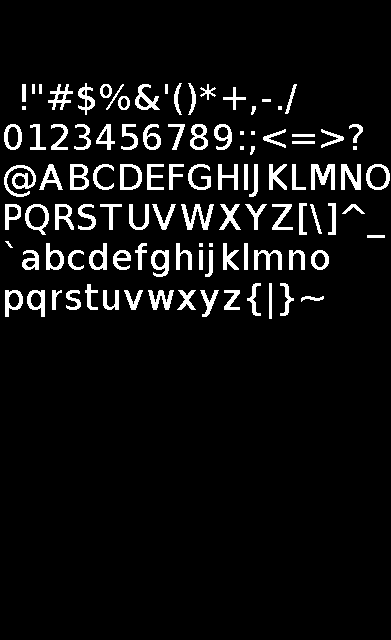 !"#$%&'()*+,-./
0123456789:;<=>?
@ABCDEFGHIJKLMNO
PQRSTUVWXYZ[\]^_
`abcdefghijklmno
pqrstuvwxyz{|}~